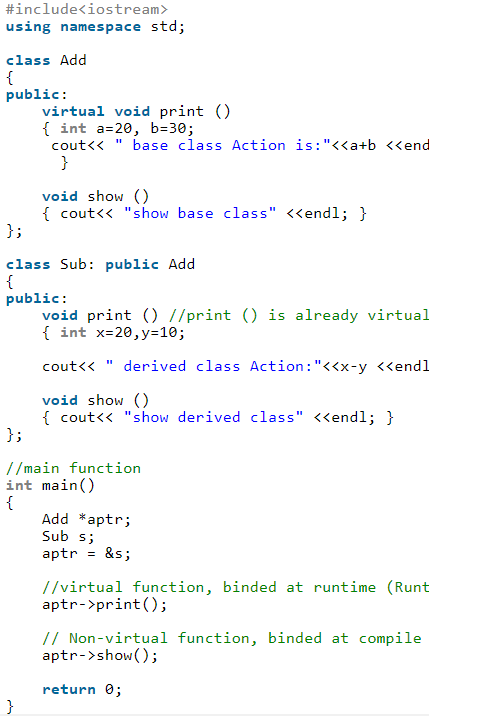 #include<iostream>
using namespace std;
class Add
{
public:
    virtual void print ()
    { int a=20, b=30;
     cout<< " base class Action is:"<<a+b <<end
      }
    void show ()
    { cout<< "show base class" <<endl; }
};
class Sub: public Add
{
public:
    void print () //print () is already virtual
    { int x=20,y=10;
    cout<< " derived class Action:"<<x-y <<endl
    void show ()
    { cout<< "show derived class" <<endl; }
};
//main function
int main()
{
    Add *aptr;
    Sub s;
    aptr = &s;
    //virtual function, binded at runtime (Runt
    aptr->print();
    // Non-virtual function, binded at compile
    aptr->show();
    return 0;
}